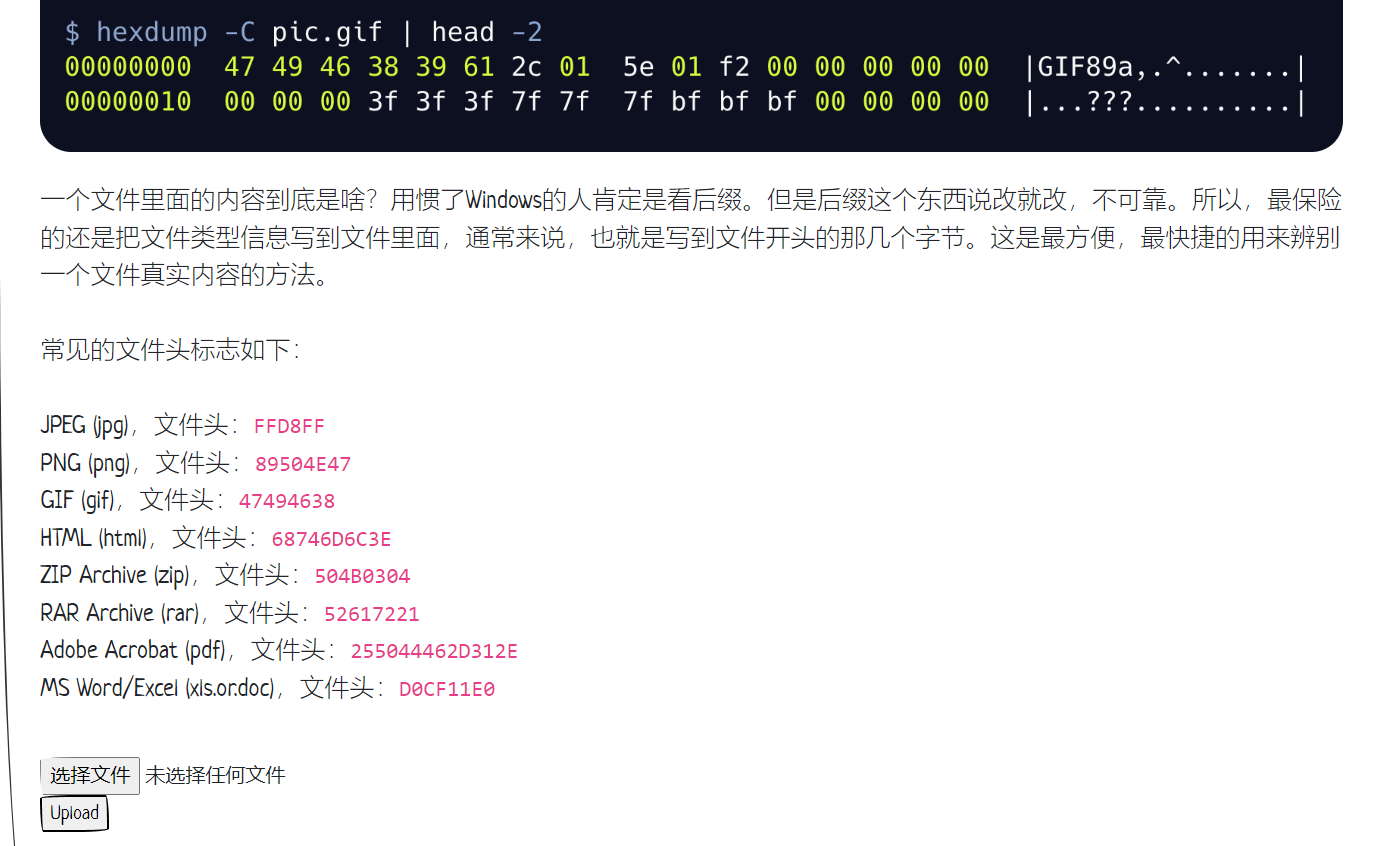 $ hexdump -C pic.gif | head -2
00000000  47 49 46 38 39 61 2c 01  5e 01 f2 00 00 00 00 00  |GIF89a,.^.......|
00000010  00 00 00 3f 3f 3f 7f 7f  7f bf bf bf 00 00 00 00  |...???..........|
一个文件里面的内容到底是啥？用惯了Windows的人肯定是看后缀。但是后缀这个东西说改就改，不可靠。所以，最保险
的还是把文件类型信息写到文件里面，通常来说，也就是写到文件开头的那几个字节。这是最方便，最快捷的用来辨别
一个文件真实内容的方法。
常见的文件头标志如下：
JPEG (jpg)，文件头：FFD8FF
PNG (png)，文件头：89504E47
GIF (gif)，文件头：47494638
HTML (html)，文件头：68746D6C3E
ZIP Archive (zip)，文件头：504B0304
RAR Archive (rar)，文件头：52617221
Adobe Acrobat (pdf)，文件头：255044462D312E
MS Word/Excel (xls.or.doc)，文件头：D0CF11E0
选择文件 未选择任何文件
Upload